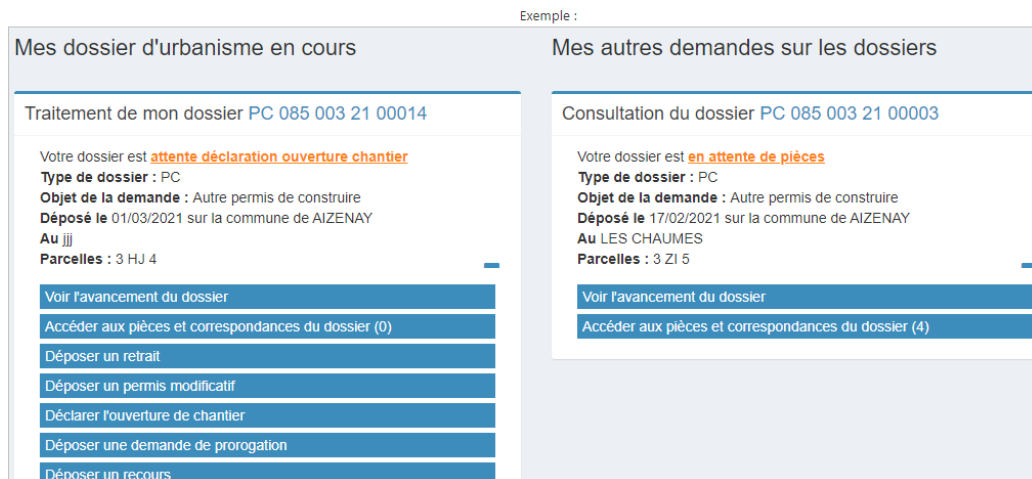 Exemple :
Mes dossier d'urbanisme en cours
Traitement de mon dossier PC 085 003 21 00014
Votre dossier est attente déclaration ouverture chantier
Type de dossier : PC
Objet de la demande : Autre permis de construire
Déposé le 01/03/2021 sur la commune de AIZENAY
Au jjj
Parcelles : 3 HJ 4
Voir l'avancement du dossier
Accéder aux pièces et correspondances du dossier (0)
Déposer un retrait
Déposer un permis modificatif
Déclarer l'ouverture de chantier
Déposer une demande de prorogation
Déposer un recours
Mes autres demandes sur les dossiers
Consultation du dossier PC 085 003 21 00003
Votre dossier est en attente de pièces
Type de dossier : PC
Objet de la demande : Autre permis de construire
Déposé le 17/02/2021 sur la commune de AIZENAY
Au LES CHAUMES
Parcelles : 3 ZI 5
Voir l'avancement du dossier
Accéder aux pièces et correspondances du dossier (4)